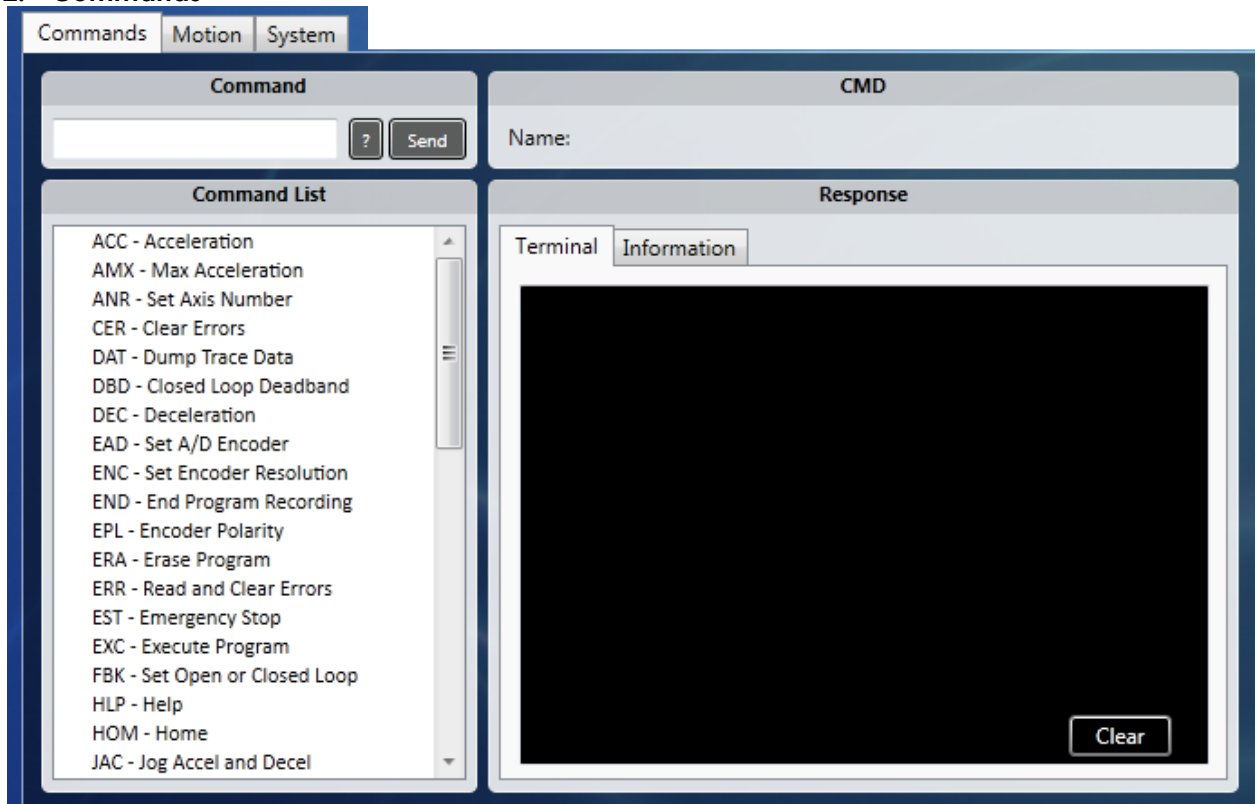 Commands
Commands Motion System
Command
? Send
CMD
Name:
Command List
ACC - Acceleration
AMX - Max Acceleration
ANR - Set Axis Number
CER - Clear Errors
DAT - Dump Trace Data
DBD - Closed Loop Deadband
DEC - Deceleration
EAD - Set A/D Encoder
ENC - Set Encoder Resolution
END - End Program Recording
EPL - Encoder Polarity
ERA - Erase Program
ERR - Read and Clear Errors
EST - Emergency Stop
EXC - Execute Program
FBK - Set Open or Closed Loop
HLP - Help
HOM - Home
JAC - Jog Accel and Decel
Response
Terminal Information
Clear